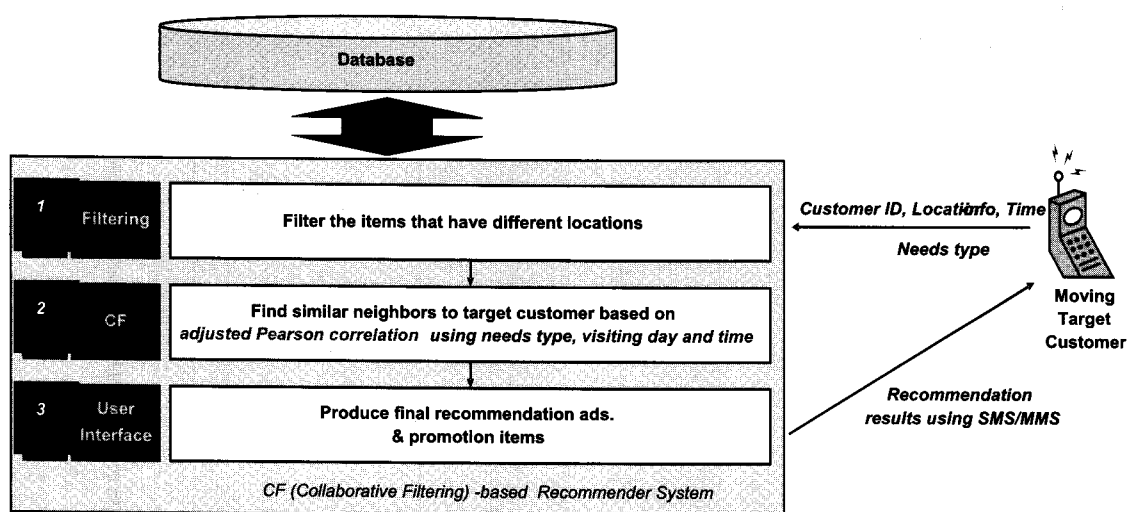 Database
1
Filtering
Filter the items that have different locations
Customer ID, Location-info, Time
Needs type
2
CF
Find similar neighbors to target customer based on
adjusted Pearson correlation using needs type, visiting day and time
Moving
Target
Customer
3
User
Interface
Produce final recommendation ads.
& promotion items
Recommendation
results using SMS/MMS
CF (Collaborative Filtering) -based Recommender System